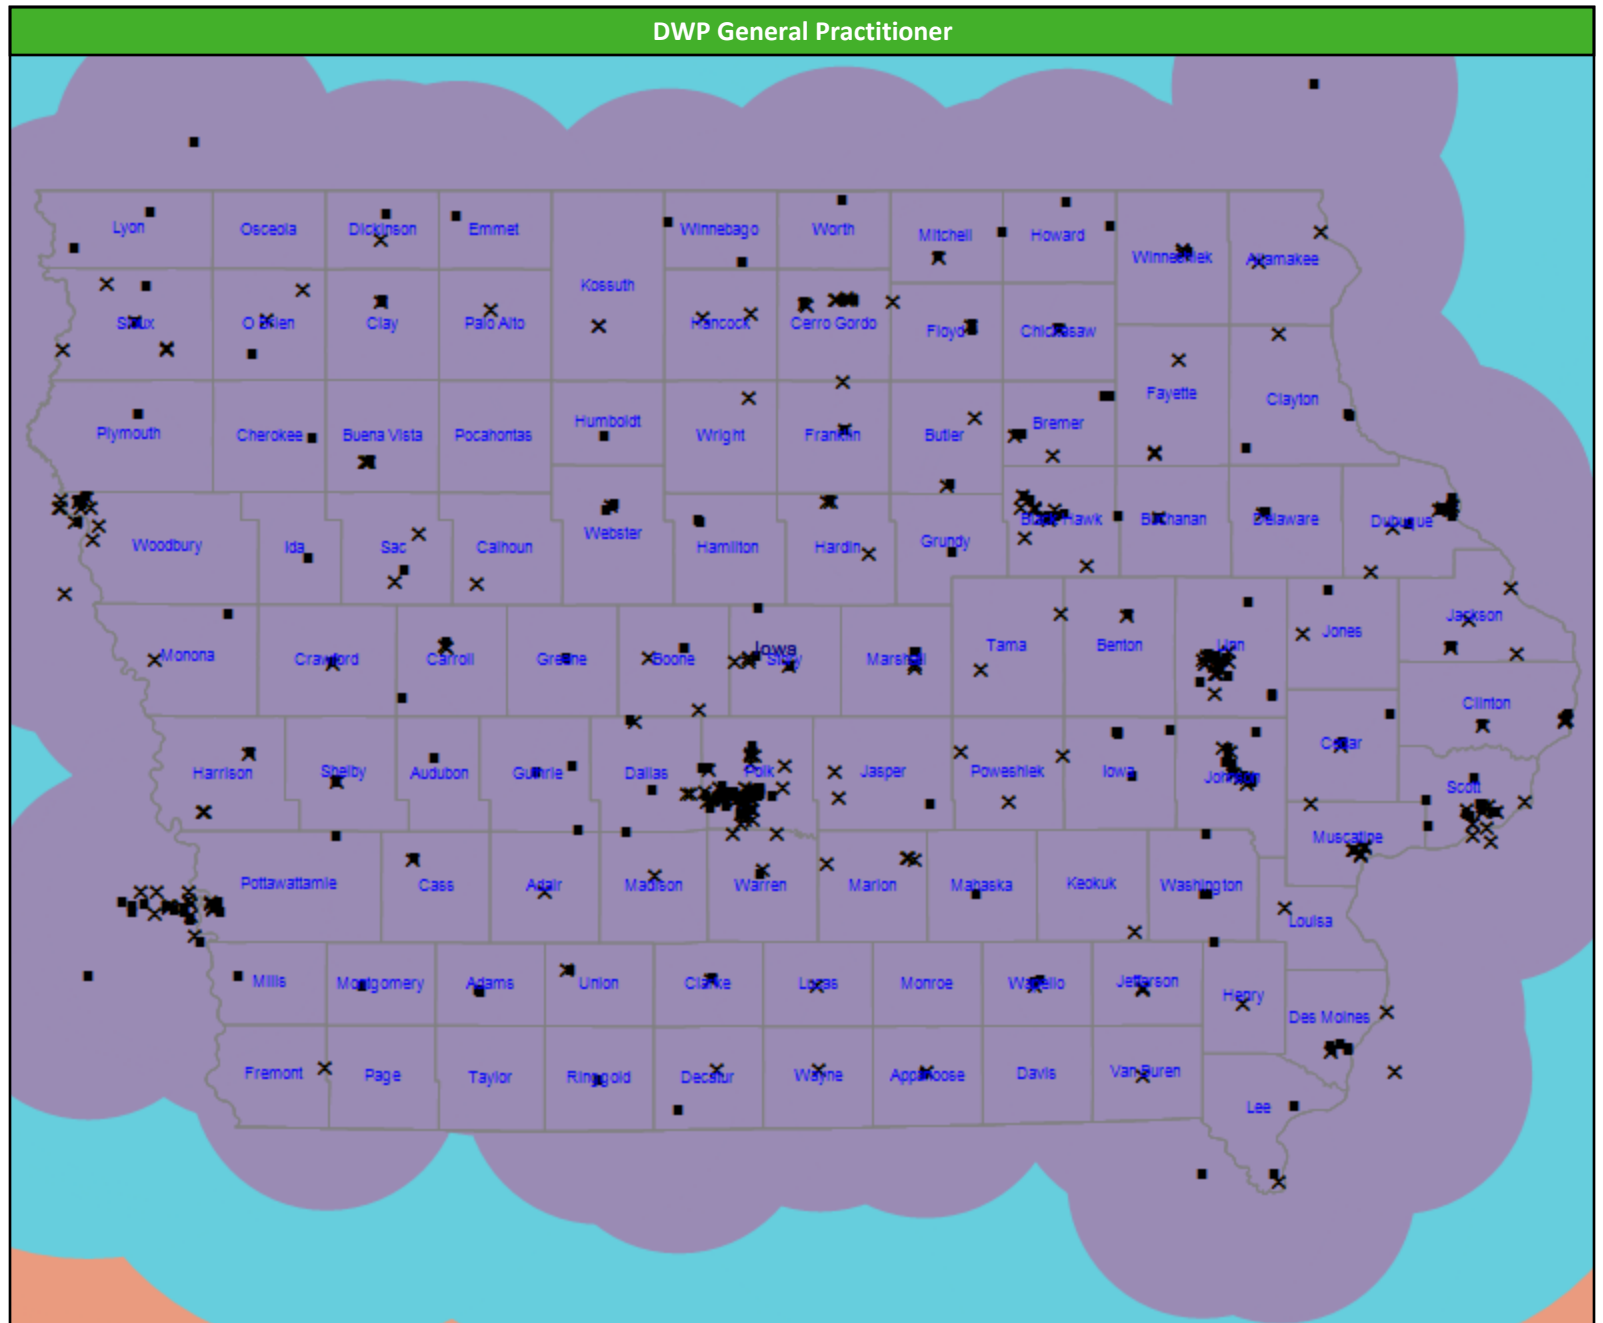 DWP General Practitioner
Lyon Osceola Dickinson Emmet Winnebago Worth Mitchell Howard
Winneshiek Allamakee
Kossuth
Sioux O Brien Clay Palo Alto Hancock Cerro Gordo Floyd Chickasaw
Fayette Clayton
Plymouth Cherokee Buena Vista Pocahontas Humboldt Wright Franklin Butler Bremer
Woodbury Ida Sac Calhoun Webster Hamilton Hardin Grundy Black Hawk Buchanan Delaware Dubuque
Jackson
Monona Crawford Carroll Greene Boone Iowa Story Marshall Tama Benton Linn Jones
Clinton
Harrison Shelby Audubon Guthrie Dallas Polk Jasper Poweshiek Iowa Johnson Cedar
Scott
Muscatine
Pottawattamie Cass Adair Madison Warren Marion Mahaska Keokuk Washington
Louisa
Mills Montgomery Adams Union Clarke Lucas Monroe Wapello Jefferson
Henry
Des Moines
Fremont Page Taylor Ringgold Decatur Wayne Appanoose Davis Van Buren
Lee